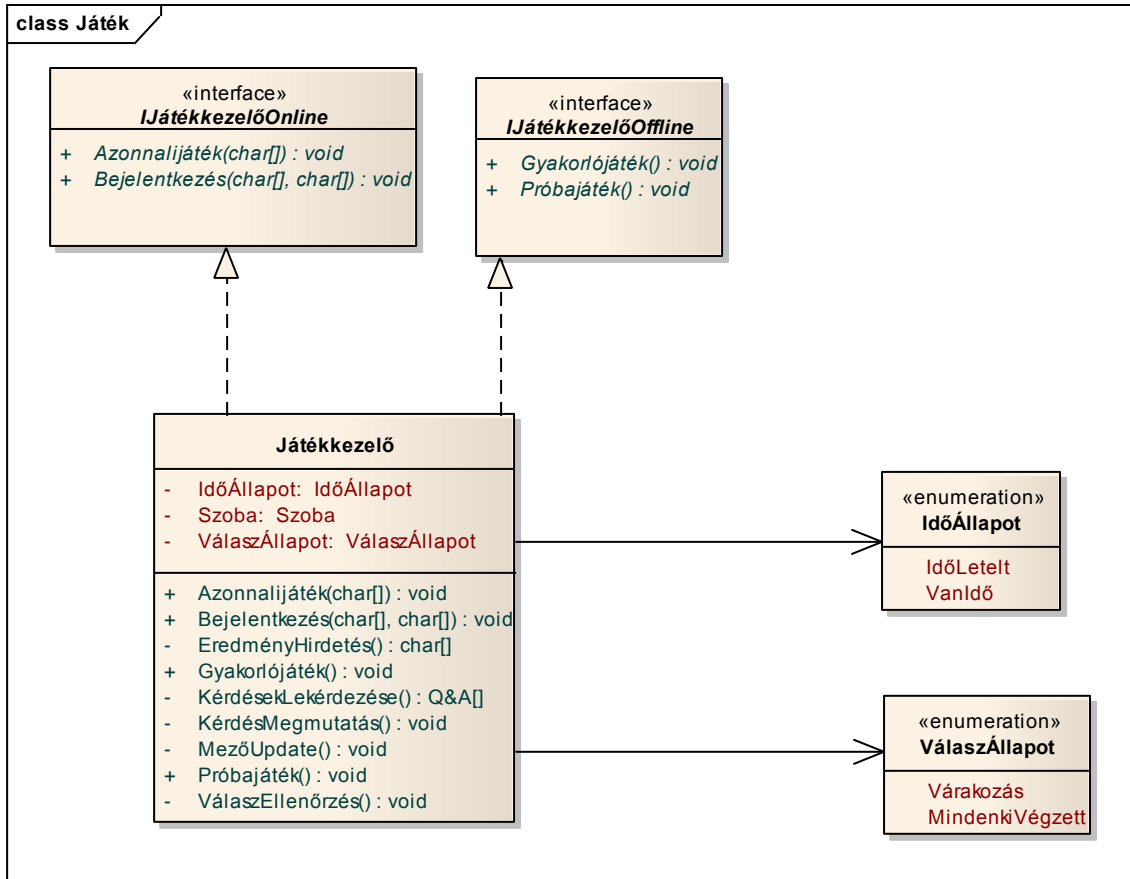 class Játék
«interface»
IJátékkezelőOnline
+ Azonnalijáték(char[]) : void
+ Bejelentkezés(char[], char[]) : void
«interface»
IJátékkezelőOffline
+ Gyakorlójáték() : void
+ Próbajáték() : void
Játékkezelő
- IdőÁllapot: IdőÁllapot
- Szoba: Szoba
- VálaszÁllapot: VálaszÁllapot
+ Azonnalijáték(char[]) : void
+ Bejelentkezés(char[], char[]) : void
- EredményHirdetés() : char[]
+ Gyakorlójáték() : void
- KérdésekLekérdezése() : Q&A[]
- KérdésMegmutatás() : void
- MezőUpdate() : void
+ Próbajáték() : void
- VálaszEllenőrzés() : void
«enumeration»
IdőÁllapot
IdőLetelt
VanIdő
«enumeration»
VálaszÁllapot
Várakozás
MindenkiVégzett